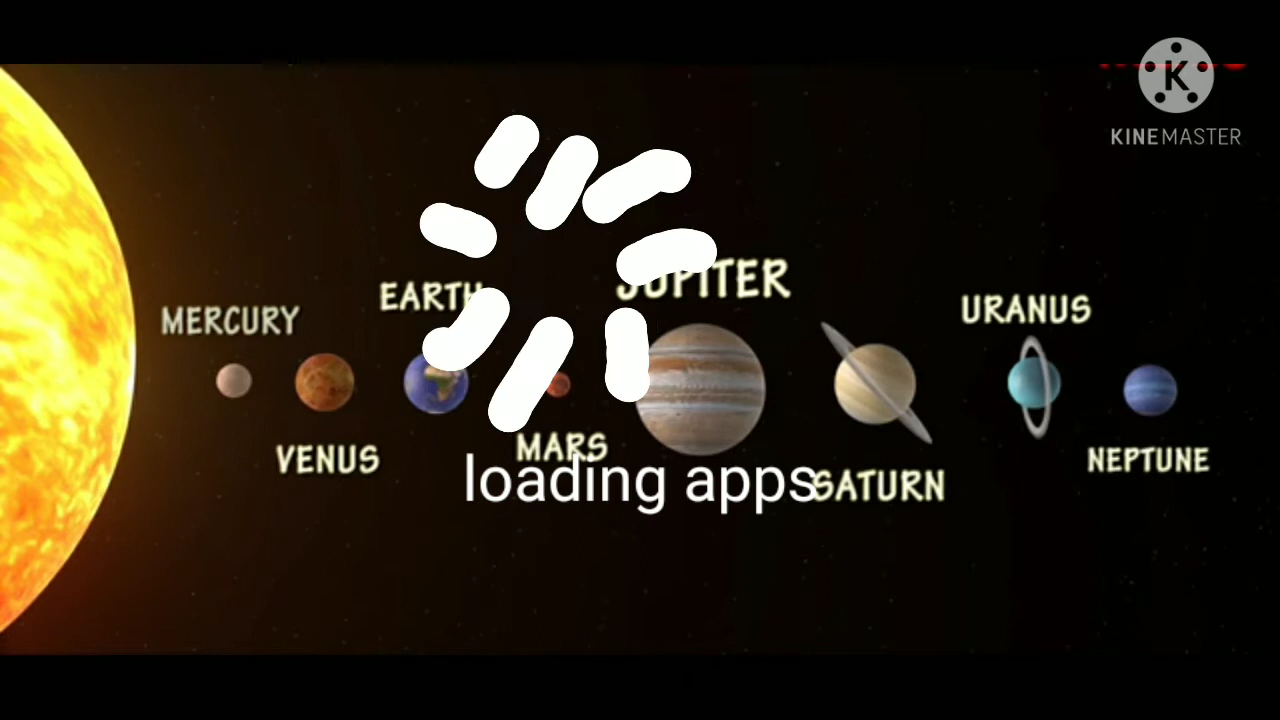 K
KINEMASTER
JUPITER
EARTH
URANUS
MERCURY
MARS
VENUS
NEPTUNE
loading apps
SATURN